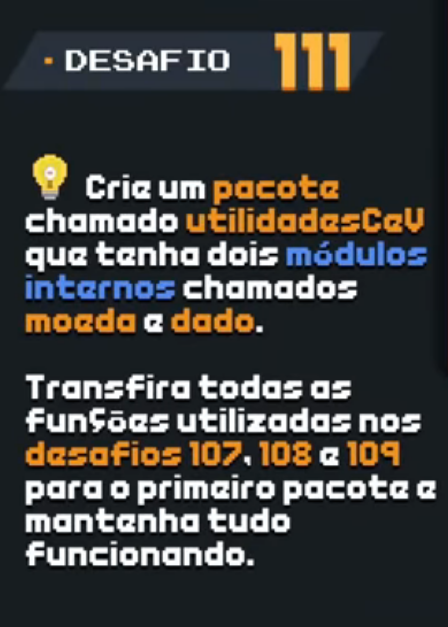 DESAFIO 111
Crie um pacote
chamado utilidadesCeV
que tenha dois módulos
internos chamados
moeda e dado.
Transfira todas as
funções utilizadas nos
desafios 107, 108 e 109
para o primeiro pacote e
mantenha tudo
funcionando.